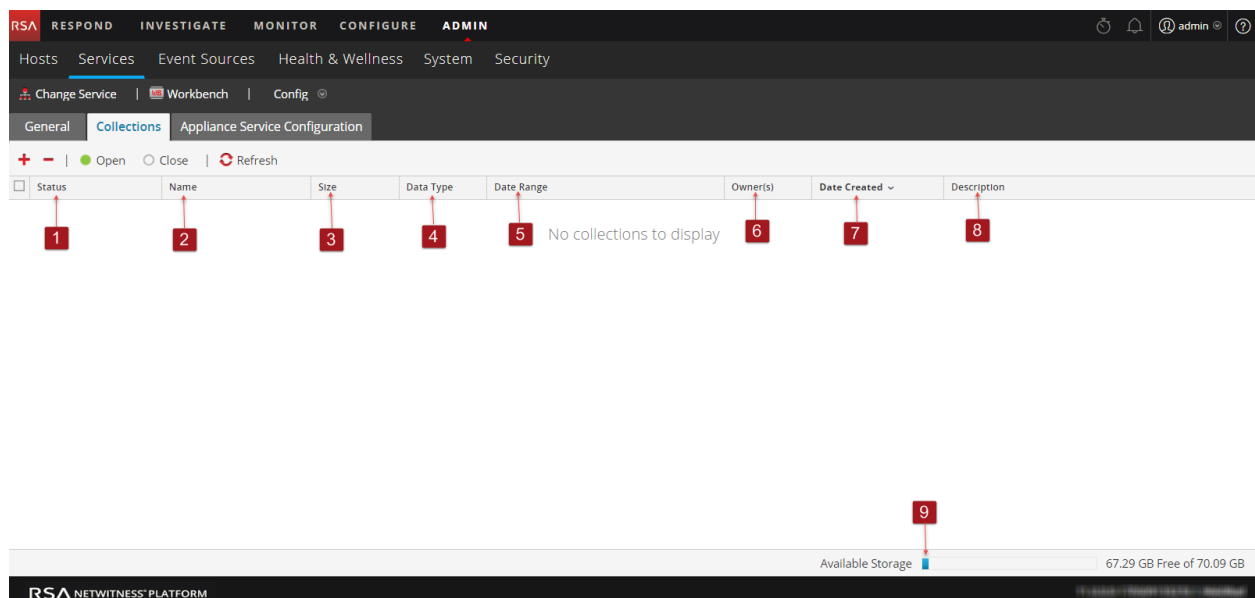 RSA RESPOND INVESTIGATE MONITOR CONFIGURE ADMIN admin ?
Hosts Services Event Sources Health & Wellness System Security
Change Service | WB Workbench | Config
General Collections Appliance Service Configuration
+ − | Open Close | Refresh
Status Name Size Data Type Date Range Owner(s) Date Created Description
1 2 3 4 5 No collections to display 6 7 8
9
Available Storage 67.29 GB Free of 70.09 GB
RSA NETWITNESS® PLATFORM